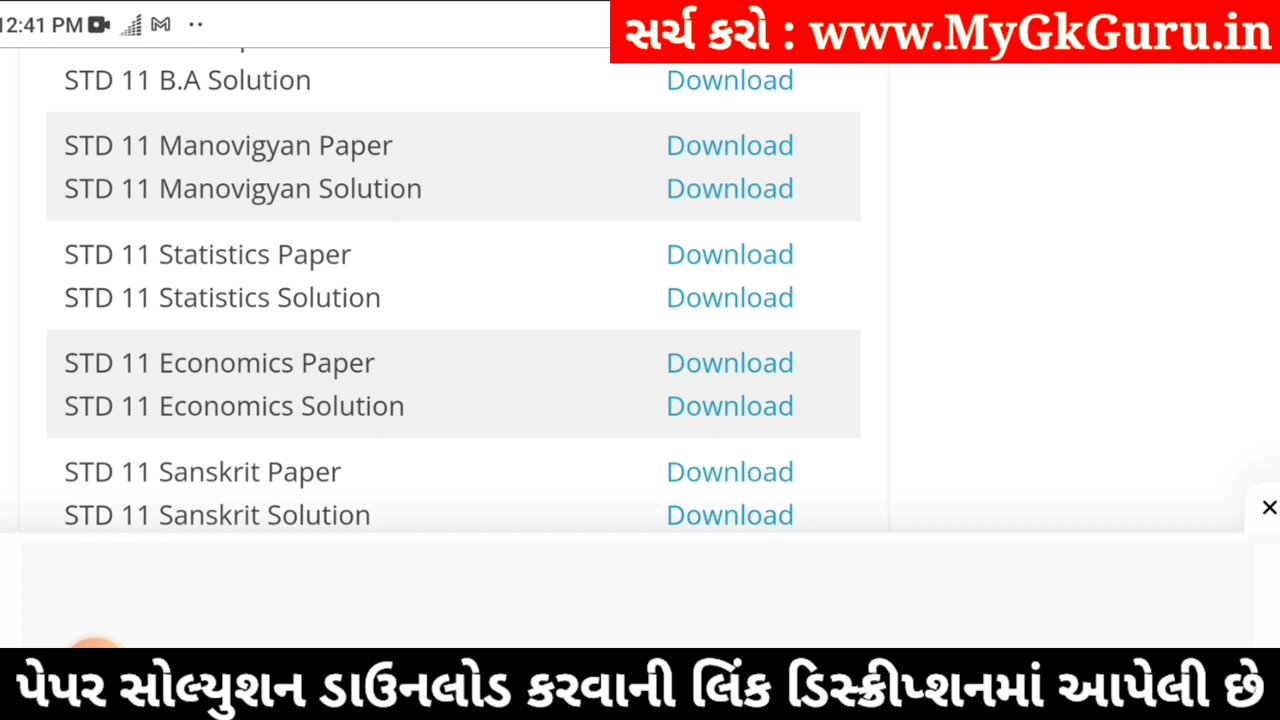 12:41 PM
સર્ચ કરો : www.MyGkGuru.in
STD 11 B.A Solution Download
STD 11 Manovigyan Paper Download
STD 11 Manovigyan Solution Download
STD 11 Statistics Paper Download
STD 11 Statistics Solution Download
STD 11 Economics Paper Download
STD 11 Economics Solution Download
STD 11 Sanskrit Paper Download
STD 11 Sanskrit Solution Download
પેપર સોલ્યુશન ડાઉનલોડ કરવાની લિંક ડિસ્ક્રીપ્શનમાં આપેલી છે